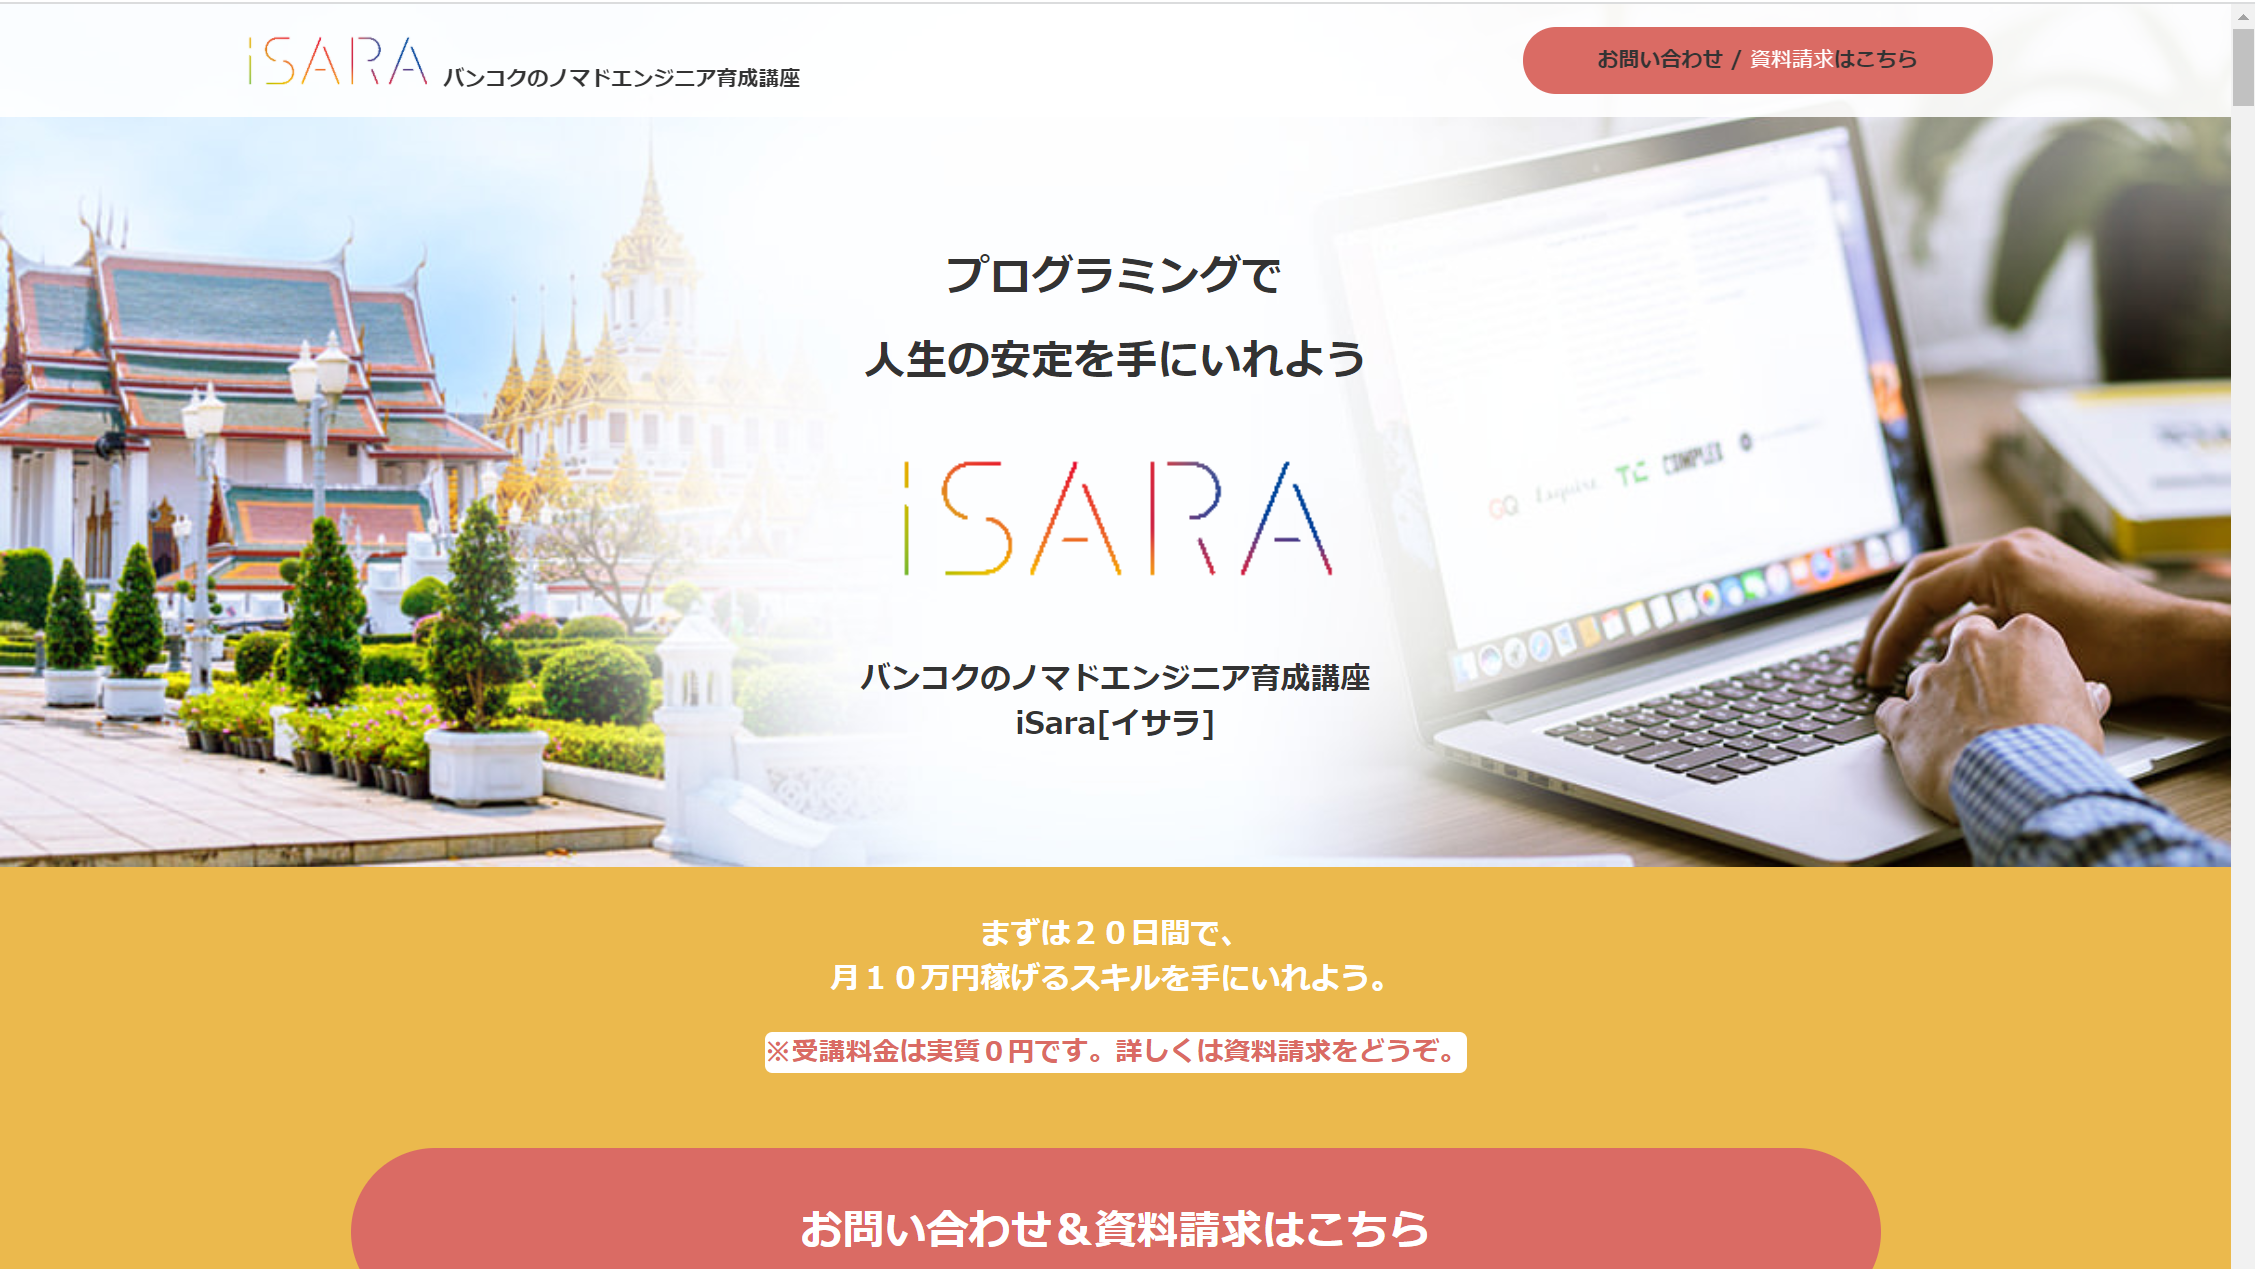 iSARA バンコクのノマドエンジニア育成講座
お問い合わせ / 資料請求はこちら
プログラミングで
人生の安定を手にいれよう
iSARA
GQ Esquire TC COMPLEX
バンコクのノマドエンジニア育成講座
iSara[イサラ]
まずは２０日間で、
月１０万円稼げるスキルを手にいれよう。
※受講料金は実質０円です。詳しくは資料請求をどうぞ。
お問い合わせ＆資料請求はこちら